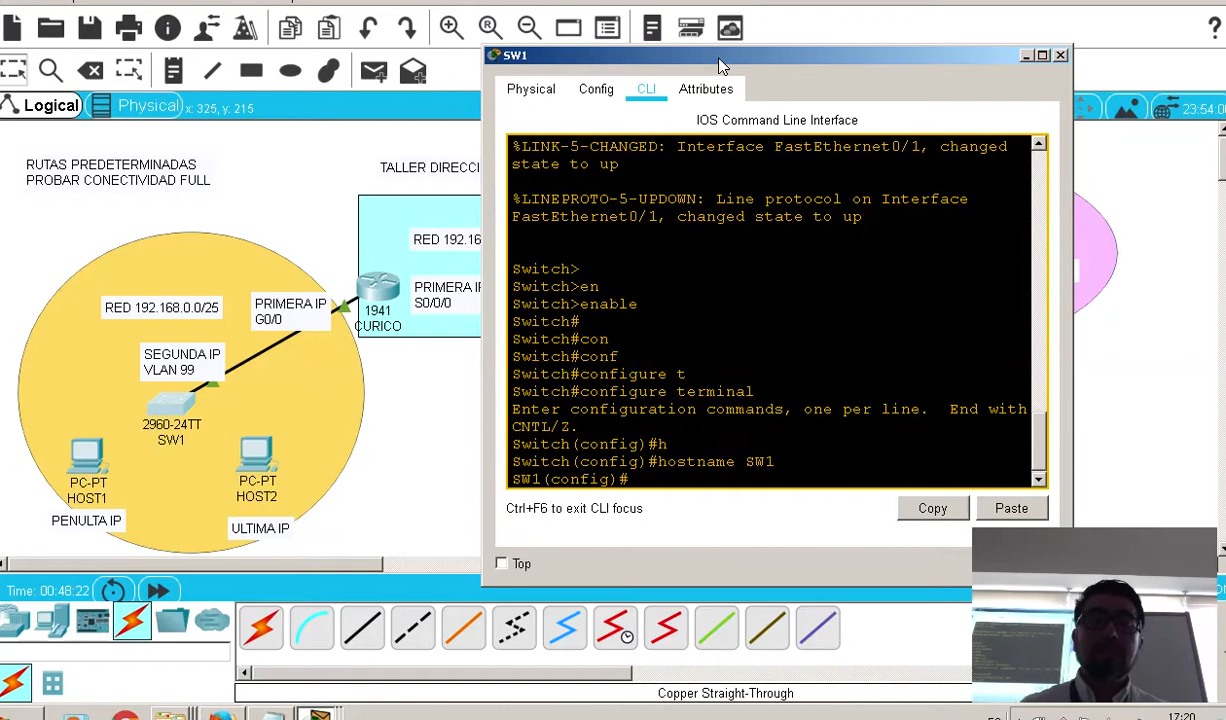 SW1
Physical Config CLI Attributes
Logical Physical x: 325, y: 215
23:54:0
IOS Command Line Interface
%LINK-5-CHANGED: Interface FastEthernet0/1, changed
state to up
%LINEPROTO-5-UPDOWN: Line protocol on Interface
FastEthernet0/1, changed state to up
Switch>
Switch>en
Switch>enable
Switch#
Switch#con
Switch#conf
Switch#configure t
Switch#configure terminal
Enter configuration commands, one per line. End with
CNTL/Z.
Switch(config)#h
Switch(config)#hostname SW1
SW1(config)#
Ctrl+F6 to exit CLI focus
Copy
Paste
Top
RUTAS PREDETERMINADAS
PROBAR CONECTIVIDAD FULL
TALLER DIRECCI
RED 192.16
RED 192.168.0.0/25
PRIMERA IP
G0/0
PRIMERA I
S0/0/0
1941
CURICO
SEGUNDA IP
VLAN 99
2960-24TT
SW1
PC-PT
HOST1
PENULTA IP
PC-PT
HOST2
ULTIMA IP
Time: 00:48:22
Copper Straight-Through
17:20